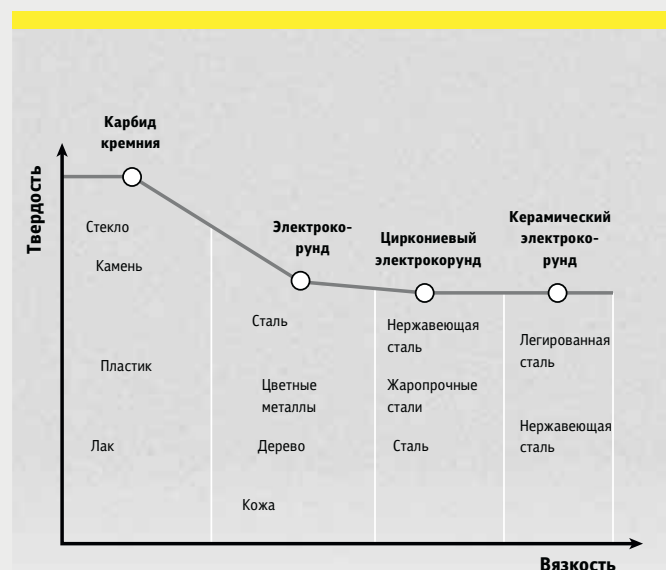 Карбид
кремния
Твердость
Стекло
Камень
Пластик
Лак
Электроко-
рунд
Сталь
Цветные
металлы
Дерево
Кожа
Циркониевый
электрокорунд
Нержавеющая
сталь
Жаропрочные
стали
Сталь
Керамический
электроко-
рунд
Легированная
сталь
Нержавеющая
сталь
Вязкость